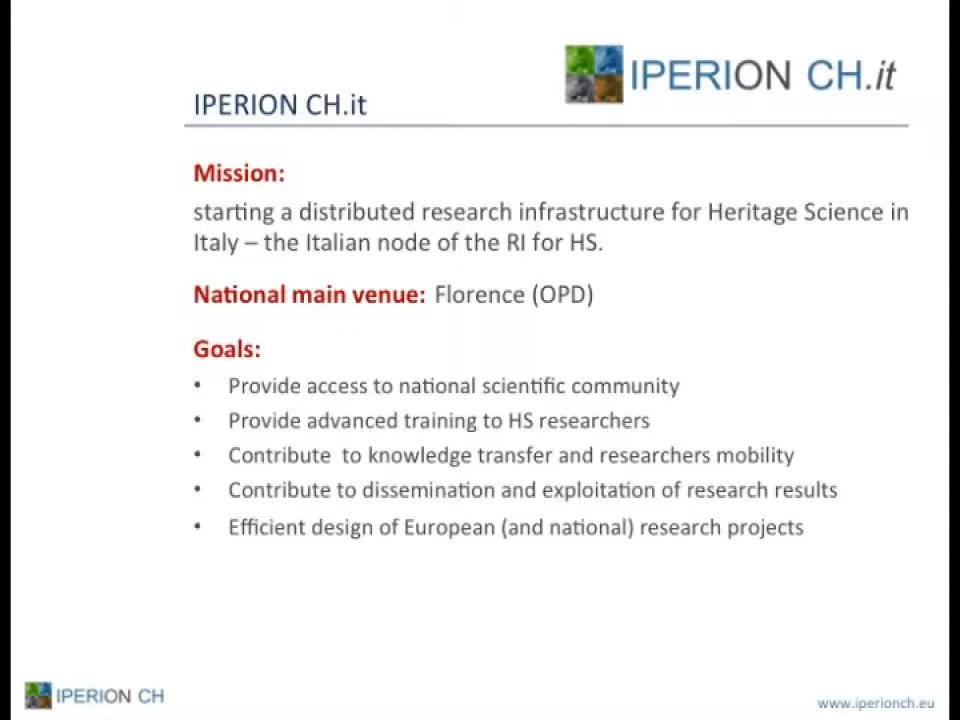 IPERION CH.it
IPERION CH.it
Mission:
starting a distributed research infrastructure for Heritage Science in
Italy – the Italian node of the RI for HS.
National main venue: Florence (OPD)
Goals:
• Provide access to national scientific community
• Provide advanced training to HS researchers
• Contribute to knowledge transfer and researchers mobility
• Contribute to dissemination and exploitation of research results
• Efficient design of European (and national) research projects
IPERION CH
www.iperionch.eu